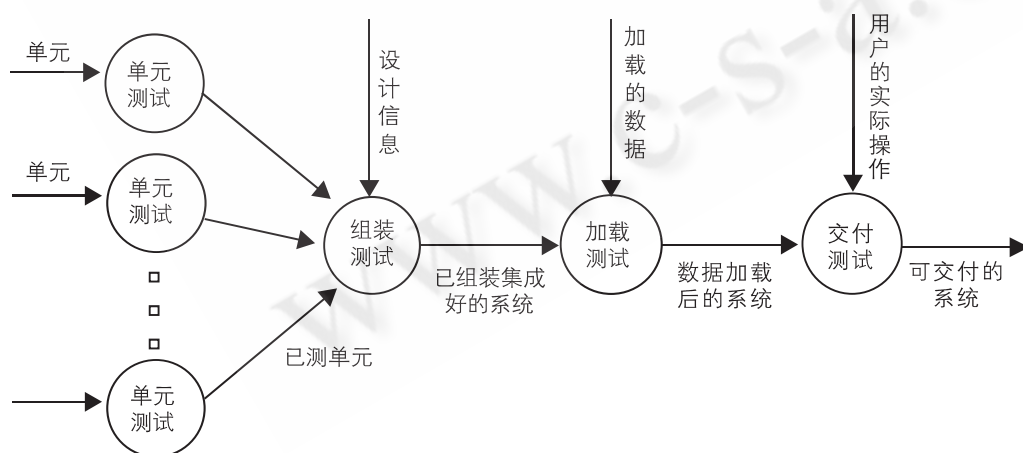 单元
单元
测试
单元
单元
测试
单元
测试
已测单元
设计信息
组装
测试
已组装集成
好的系统
加载的数据
加载
测试
数据加载
后的系统
用户的实际操作
交付
测试
可交付的
系统
www.c-s-a.